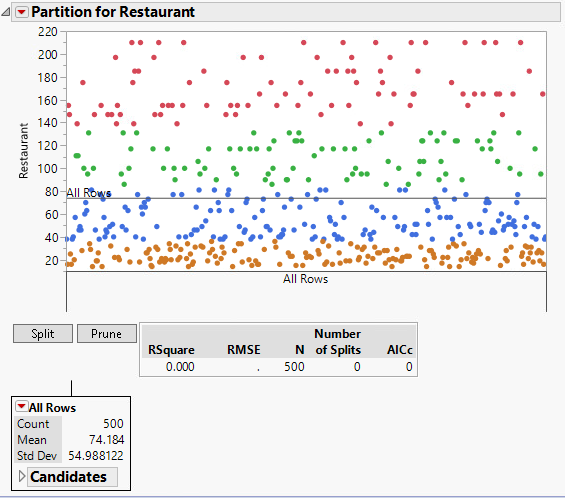 Partition for Restaurant
220
200
180
160
140
120
100
80
60
40
20
Restaurant
All Rows
All Rows
Split Prune
RSquare RMSE N Number of Splits AICc
0.000 . 500 0 0
All Rows
Count 500
Mean 74.184
Std Dev 54.988122
Candidates